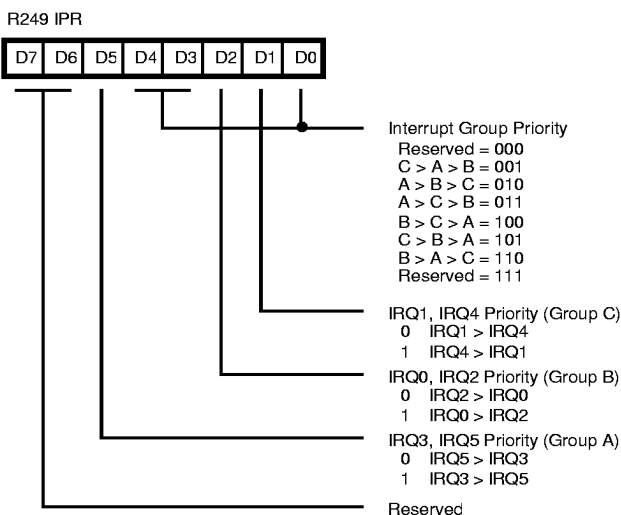 R249 IPR
D7 D6 D5 D4 D3 D2 D1 D0
Interrupt Group Priority
Reserved = 000
C > A > B = 001
A > B > C = 010
A > C > B = 011
B > C > A = 100
C > B > A = 101
B > A > C = 110
Reserved = 111
IRQ1, IRQ4 Priority (Group C)
0 IRQ1 > IRQ4
1 IRQ4 > IRQ1
IRQ0, IRQ2 Priority (Group B)
0 IRQ2 > IRQ0
1 IRQ0 > IRQ2
IRQ3, IRQ5 Priority (Group A)
0 IRQ5 > IRQ3
1 IRQ3 > IRQ5
Reserved